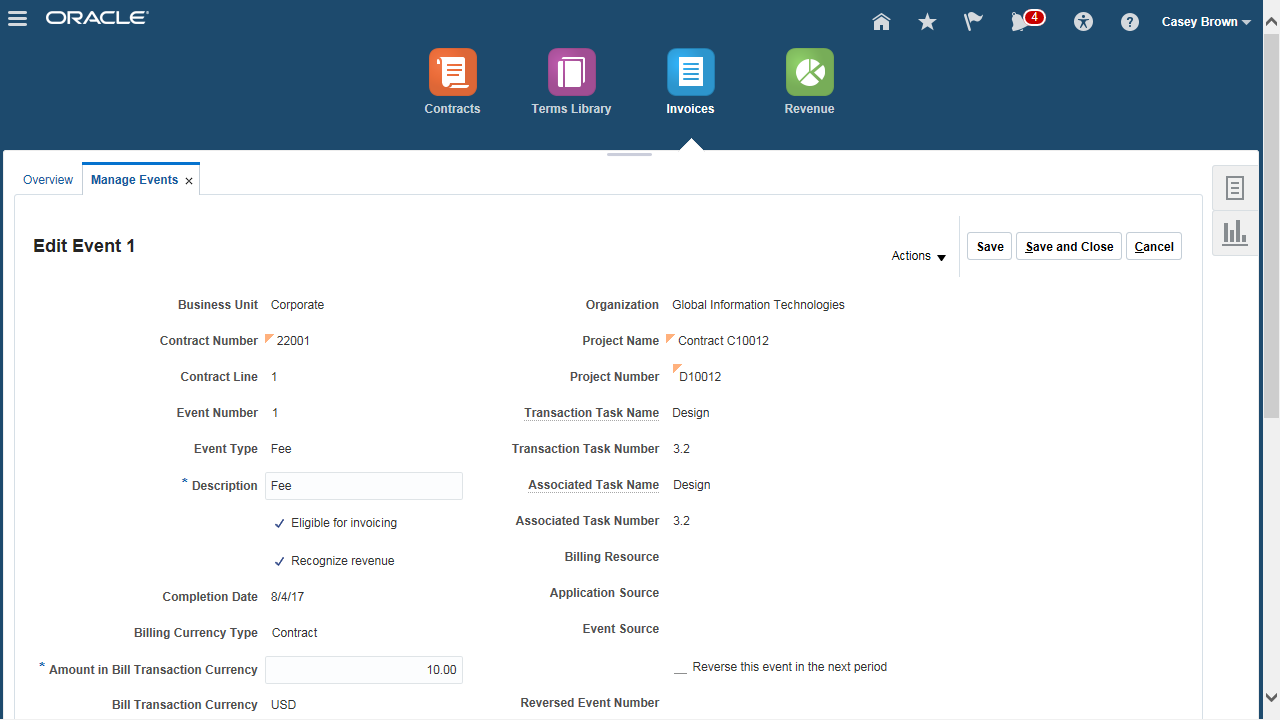 ORACLE
4
?
Casey Brown
Contracts
Terms Library
Invoices
Revenue
Overview
Manage Events ×
Edit Event 1
Actions
Save
Save and Close
Cancel
Business Unit Corporate
Organization Global Information Technologies
Contract Number 22001
Project Name Contract C10012
Contract Line 1
Project Number D10012
Event Number 1
Transaction Task Name Design
Event Type Fee
Transaction Task Number 3.2
* Description Fee
Associated Task Name Design
Eligible for invoicing
Associated Task Number 3.2
Recognize revenue
Billing Resource
Completion Date 8/4/17
Application Source
Billing Currency Type Contract
Event Source
* Amount in Bill Transaction Currency 10.00
Reverse this event in the next period
Bill Transaction Currency USD
Reversed Event Number